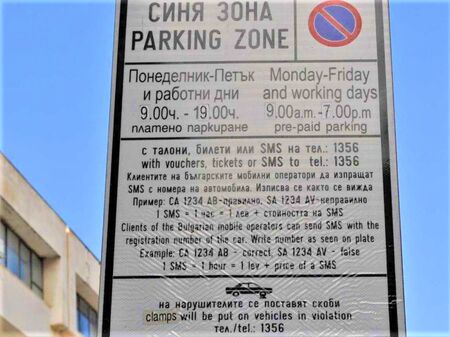 СИНЯ ЗОНА
PARKING ZONE
Понеделник-Петък Monday-Friday
и работни дни and working days
9.00ч. - 19.00ч. 9.00a.m.-7.00p.m
платено паркиране pre-paid parking
с талони, билети или SMS на тел.: 1356
with vouchers, tickets or SMS to tel.: 1356
Клиентите на българските мобилни оператори да изпращат
SMS с номера на автомобила. Изписва се както се вижда
Пример: CA 1234 AB-правилно, SA 1234 AV-неправилно
1 SMS = 1 час = 1 лев + стойността на SMS
Clients of the Bulgarian mobile operators can send SMS with the
registration number of the car. Write number as seen on plate
Example: CA 1234 AB - correct, SA 1234 AV - false
1 SMS = 1 hour = 1 lev + price of a SMS
на нарушителите се поставят скоби
clamps will be put on vehicles in violation
тел./tel.: 1356